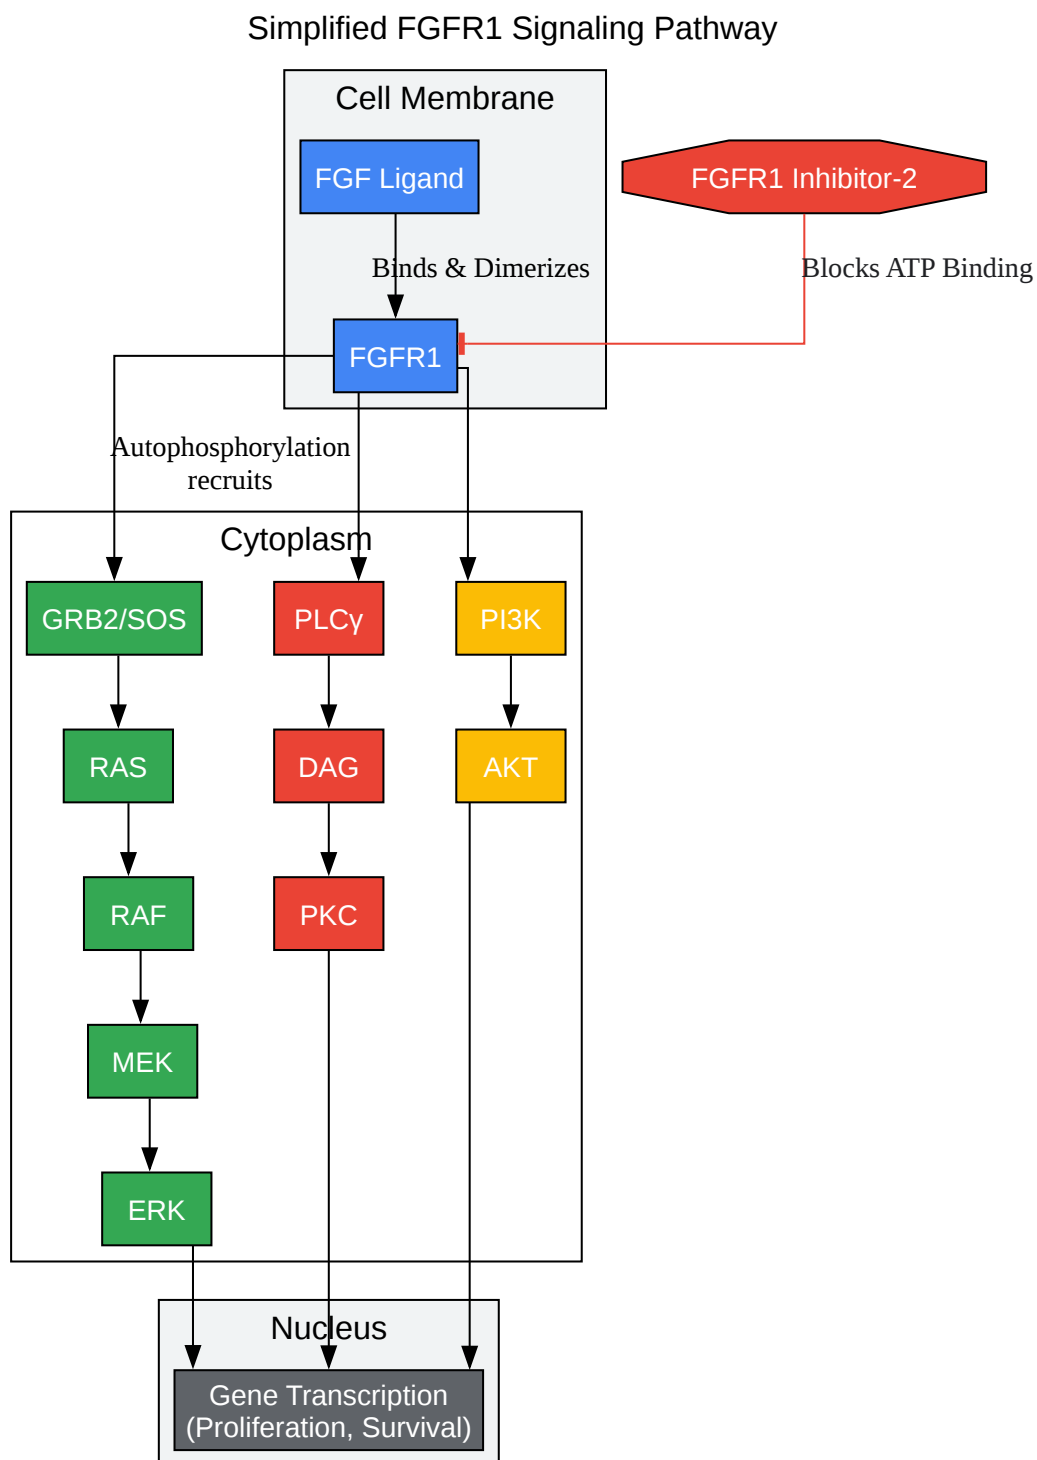 Simplified FGFR1 Signaling Pathway
Cell Membrane
FGF Ligand
FGFR1 Inhibitor-2
Binds & Dimerizes
Blocks ATP Binding
FGFR1
Autophosphorylation
recruits
Cytoplasm
GRB2/SOS
PLCγ
PI3K
RAS
DAG
AKT
RAF
PKC
MEK
ERK
Nucleus
Gene Transcription
(Proliferation, Survival)